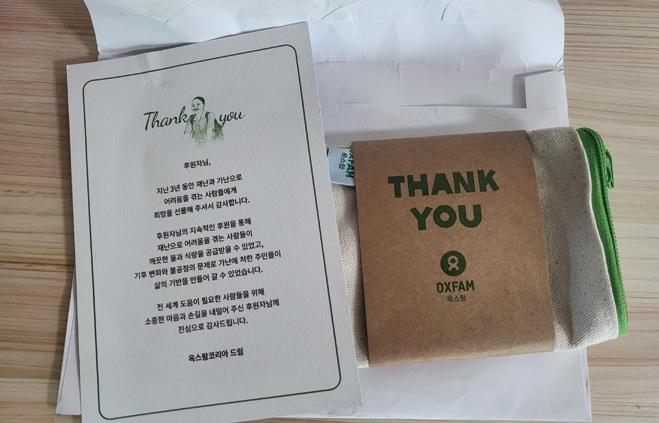 Thank you
후원자님,
지난 3년 동안 재난과 가난으로
어려움을 겪는 사람들에게
희망을 선물해 주셔서 감사합니다.
후원자님의 지속적인 후원을 통해
재난으로 어려움을 겪는 사람들이
깨끗한 물과 식량을 공급받을 수 있었고,
기후 변화와 불공정의 문제로 가난에 처한 주민들이
삶의 기반을 만들어 갈 수 있었습니다.
전 세계 도움이 필요한 사람들을 위해
소중한 마음과 손길을 내밀어 주신 후원자님께
진심으로 감사드립니다.
옥스팜코리아 드림
OXFAM
옥스팜
THANK
YOU
OXFAM
옥스팜